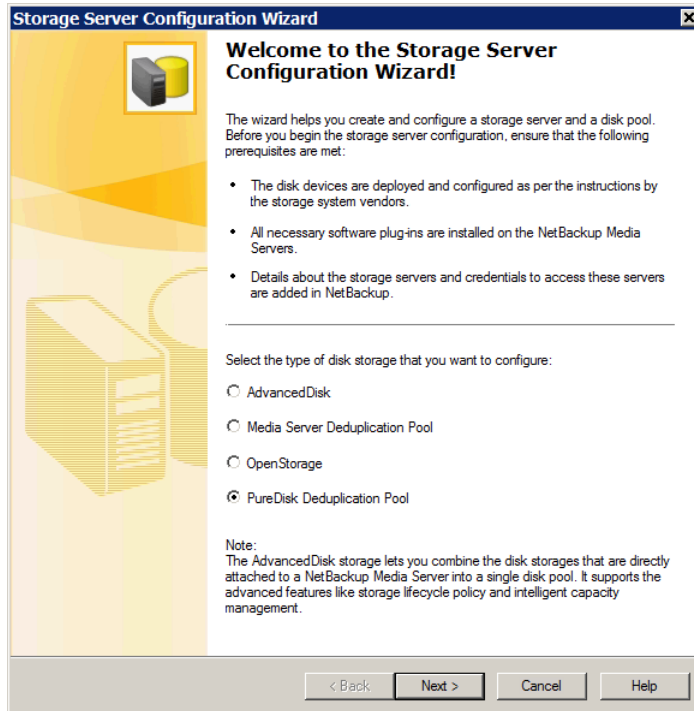 Storage Server Configuration Wizard
Welcome to the Storage Server
Configuration Wizard!
The wizard helps you create and configure a storage server and a disk pool.
Before you begin the storage server configuration, ensure that the following
prerequisites are met:
• The disk devices are deployed and configured as per the instructions by
the storage system vendors.
• All necessary software plug-ins are installed on the NetBackup Media
Servers.
• Details about the storage servers and credentials to access these servers
are added in NetBackup.
Select the type of disk storage that you want to configure:
AdvancedDisk
Media Server Deduplication Pool
OpenStorage
PureDisk Deduplication Pool
Note:
The AdvancedDisk storage lets you combine the disk storages that are directly
attached to a NetBackup Media Server into a single disk pool. It supports the
advanced features like storage lifecycle policy and intelligent capacity
management.
< Back Next > Cancel Help